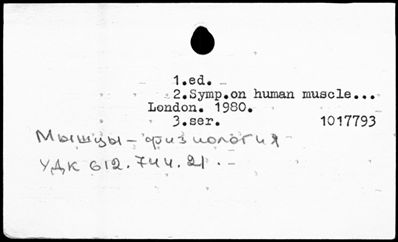 1.ed.
2.Symp.on human muscle...
London. 1980.
3.ser. 1017793
Мышцы - физиология
УДК 612.744.21.